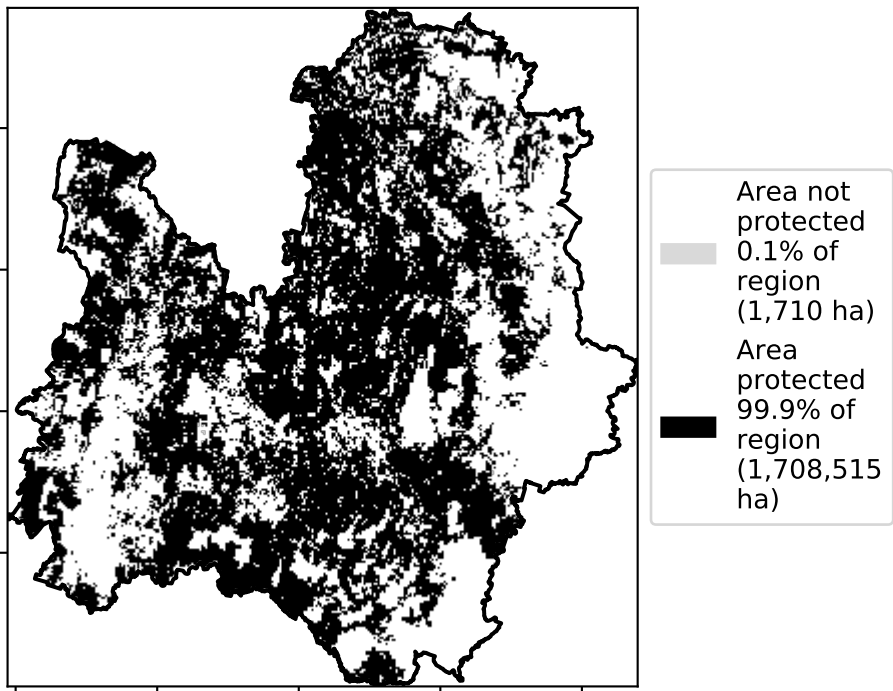 Area not
protected
0.1% of
region
(1,710 ha)
Area
protected
99.9% of
region
(1,708,515
ha)